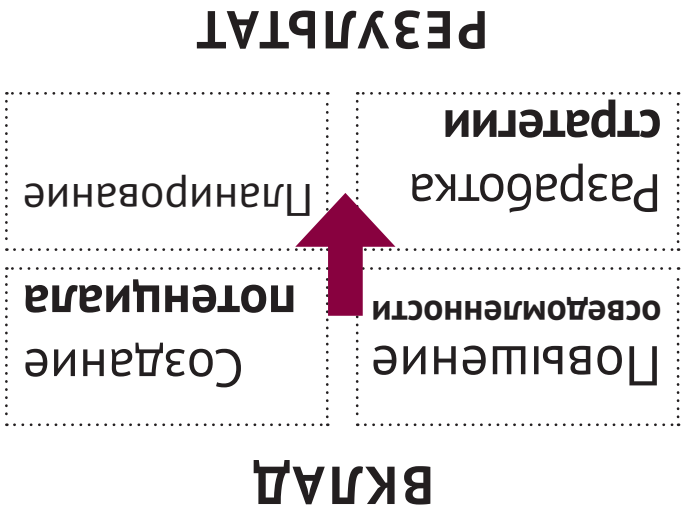 ВКЛАД
Повышение
осведомленности
Создание
потенциала
Разработка
стратегии
Планирование
РЕЗУЛЬТАТ